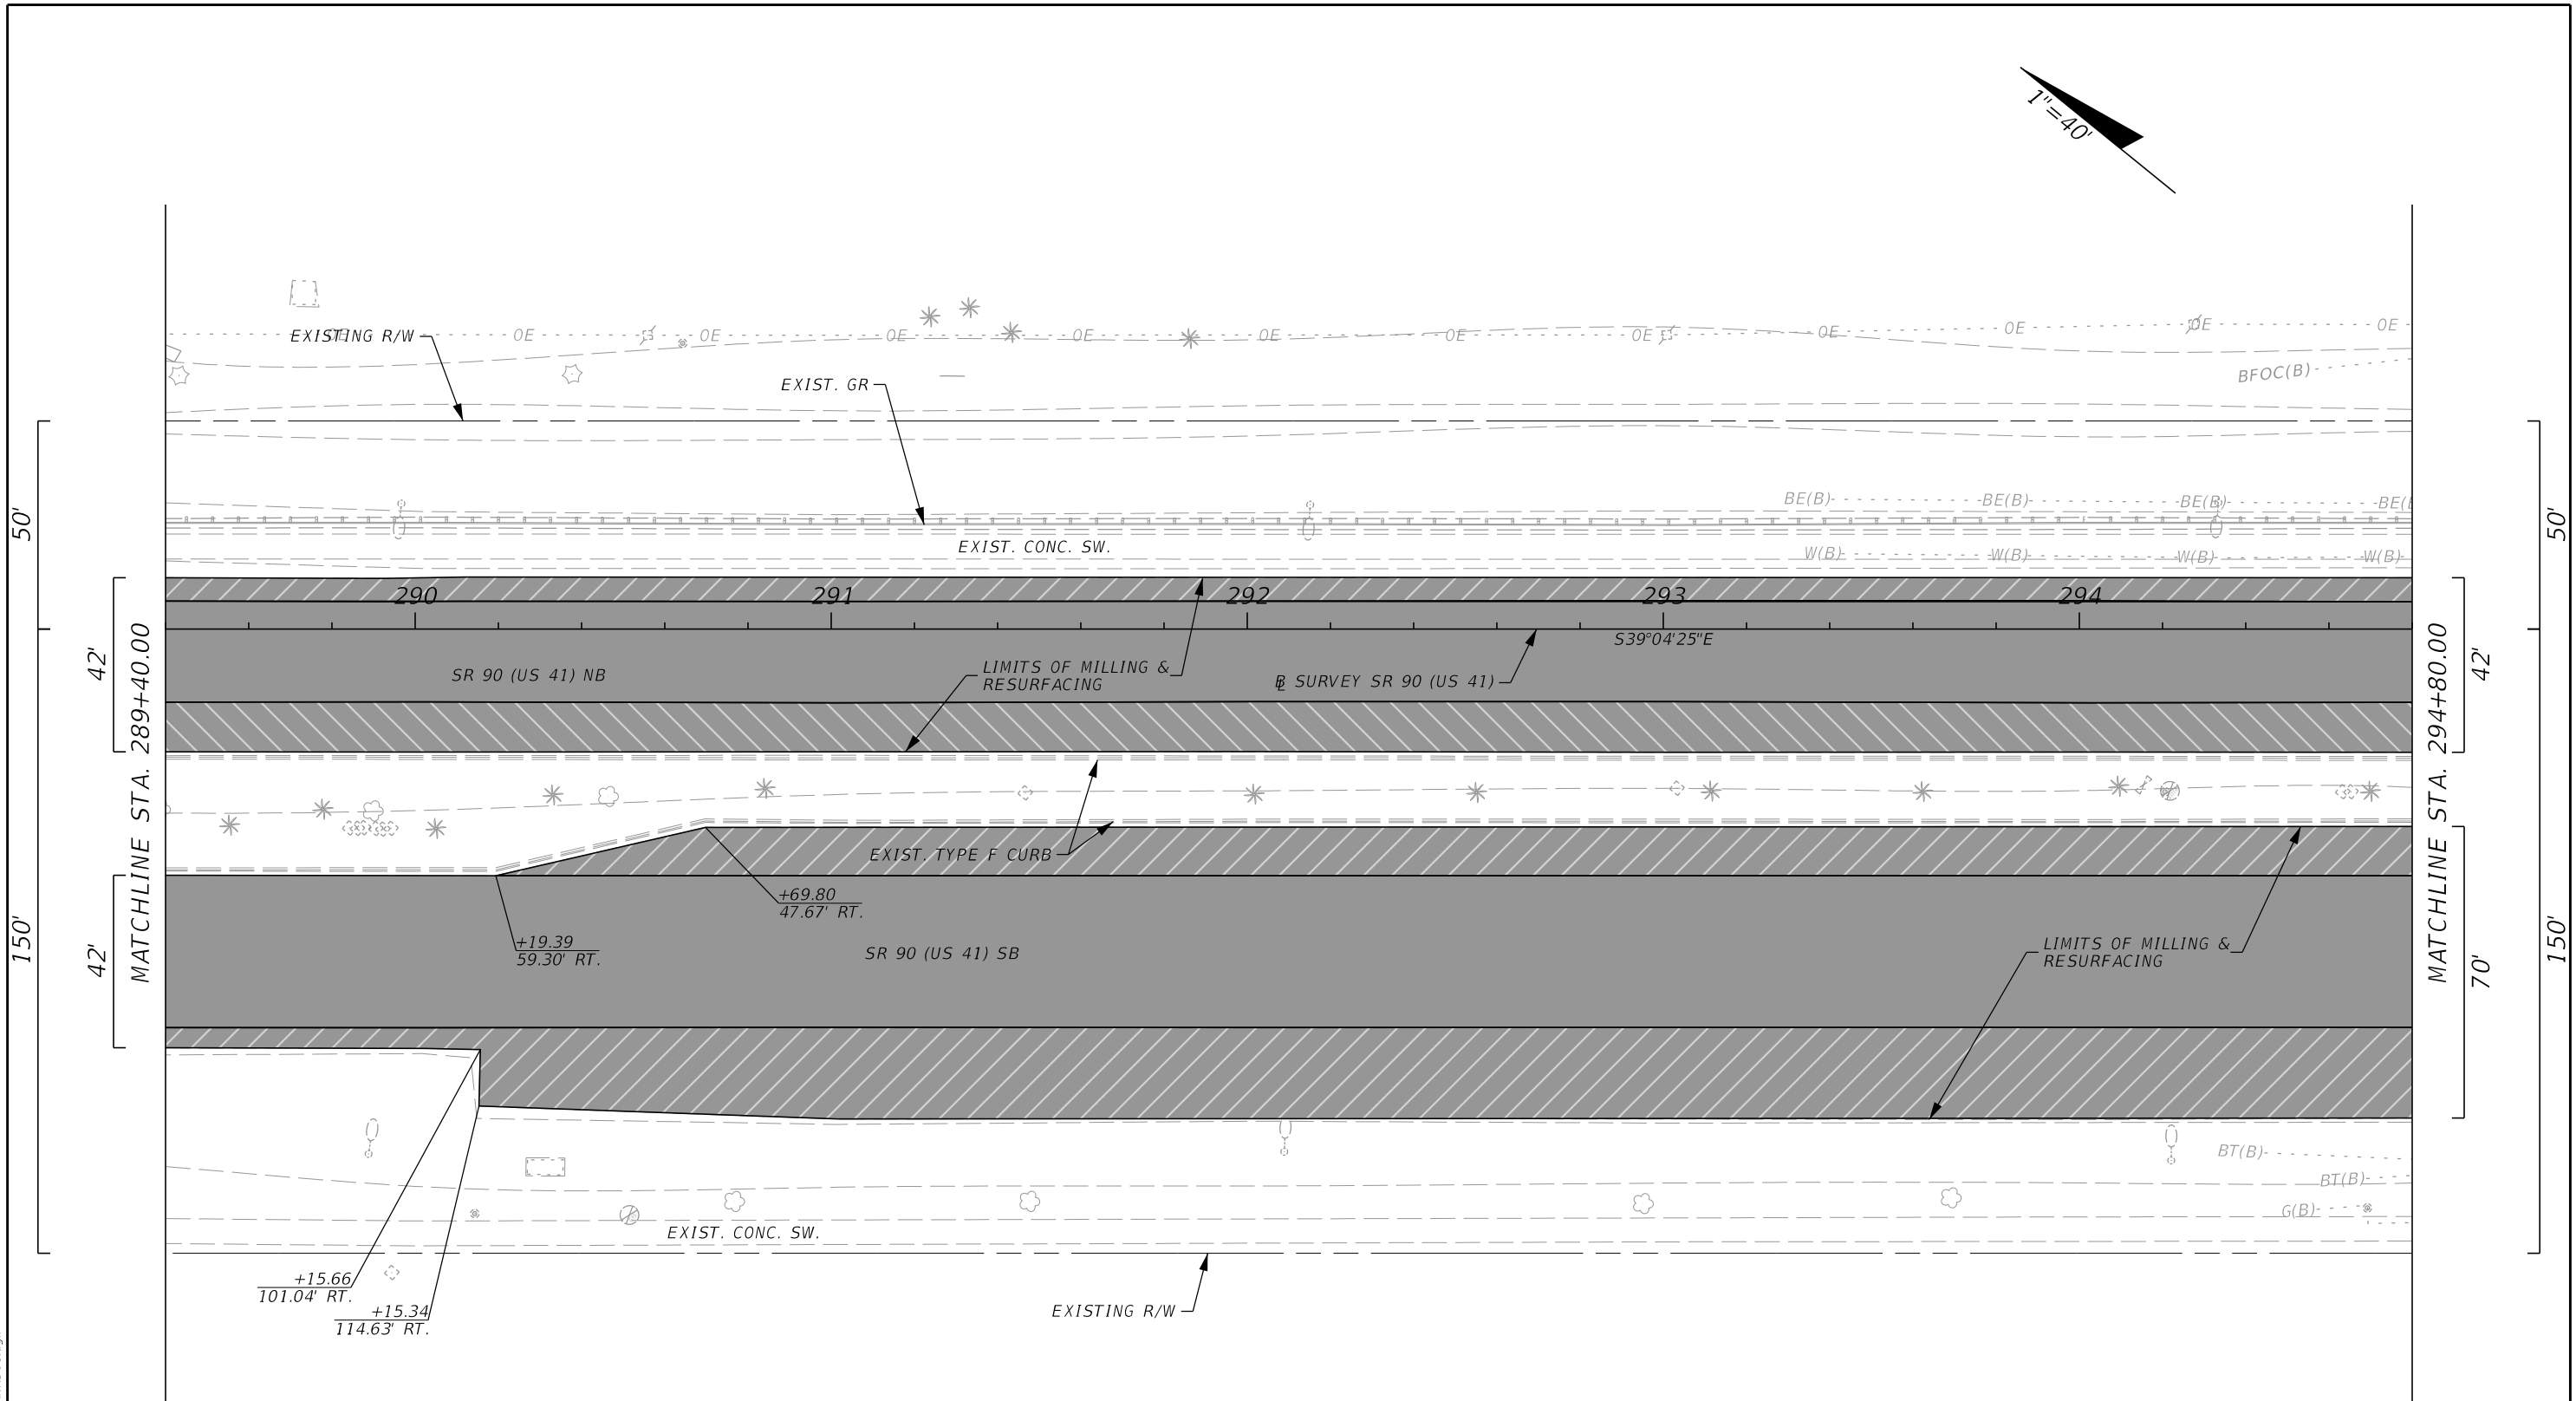 1"=40'
OE OE OE OE OE OE OE OE OE OE OE OE
EXISTING R/W
BFOC(B)
EXIST. GR
BE(B) BE(B) BE(B)
EXIST. CONC. SW.
W(B) W(B) W(B) W(B)
50'
50'
290 291 292 293 294
S39°04'25"E
42'
MATCHLINE STA. 289+40.00
SR 90 (US 41) NB
LIMITS OF MILLING &
RESURFACING
SURVEY SR 90 (US 41)
MATCHLINE STA. 294+80.00
42'
EXIST. TYPE F CURB
+69.80
47.67' RT.
+19.39
59.30' RT.
SR 90 (US 41) SB
LIMITS OF MILLING &
RESURFACING
150'
42'
70'
150'
BT(B)
BT(B)
G(B)
EXIST. CONC. SW.
+15.66
101.04' RT.
+15.34
114.63' RT.
EXISTING R/W